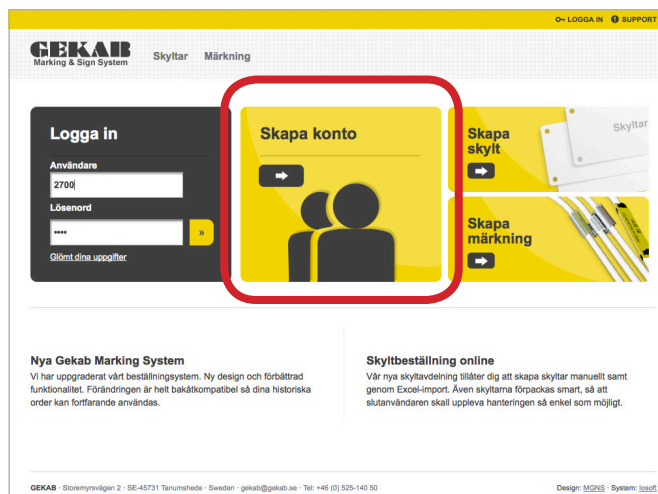 LOGGA IN SUPPORT
GEKAB
Marking & Sign System
Skyltar Märkning
Logga in
Användare
2700
Lösenord
••••
»
Glömt dina uppgifter
Skapa konto
Skapa
skylt
Skyltar
Skapa
märkning
Nya Gekab Marking System
Vi har uppgraderat vårt beställningsystem. Ny design och förbättrad
funktionalitet. Förändringen är helt bakåtkompatibel så dina historiska
order kan fortfarande användas.
Skyltbeställning online
Vår nya skyltavdelning tillåter dig att skapa skyltar manuellt samt
genom Excel-import. Även skyltarna förpackas smart, så att
slutanvändaren skall uppleva hanteringen så enkel som möjligt.
GEKAB · Storemyrsvägen 2 · SE-45731 Tanumshede · Sweden · gekab@gekab.se · Tel: +46 (0) 525-140 50
Design: MGNS · System: Iosoft